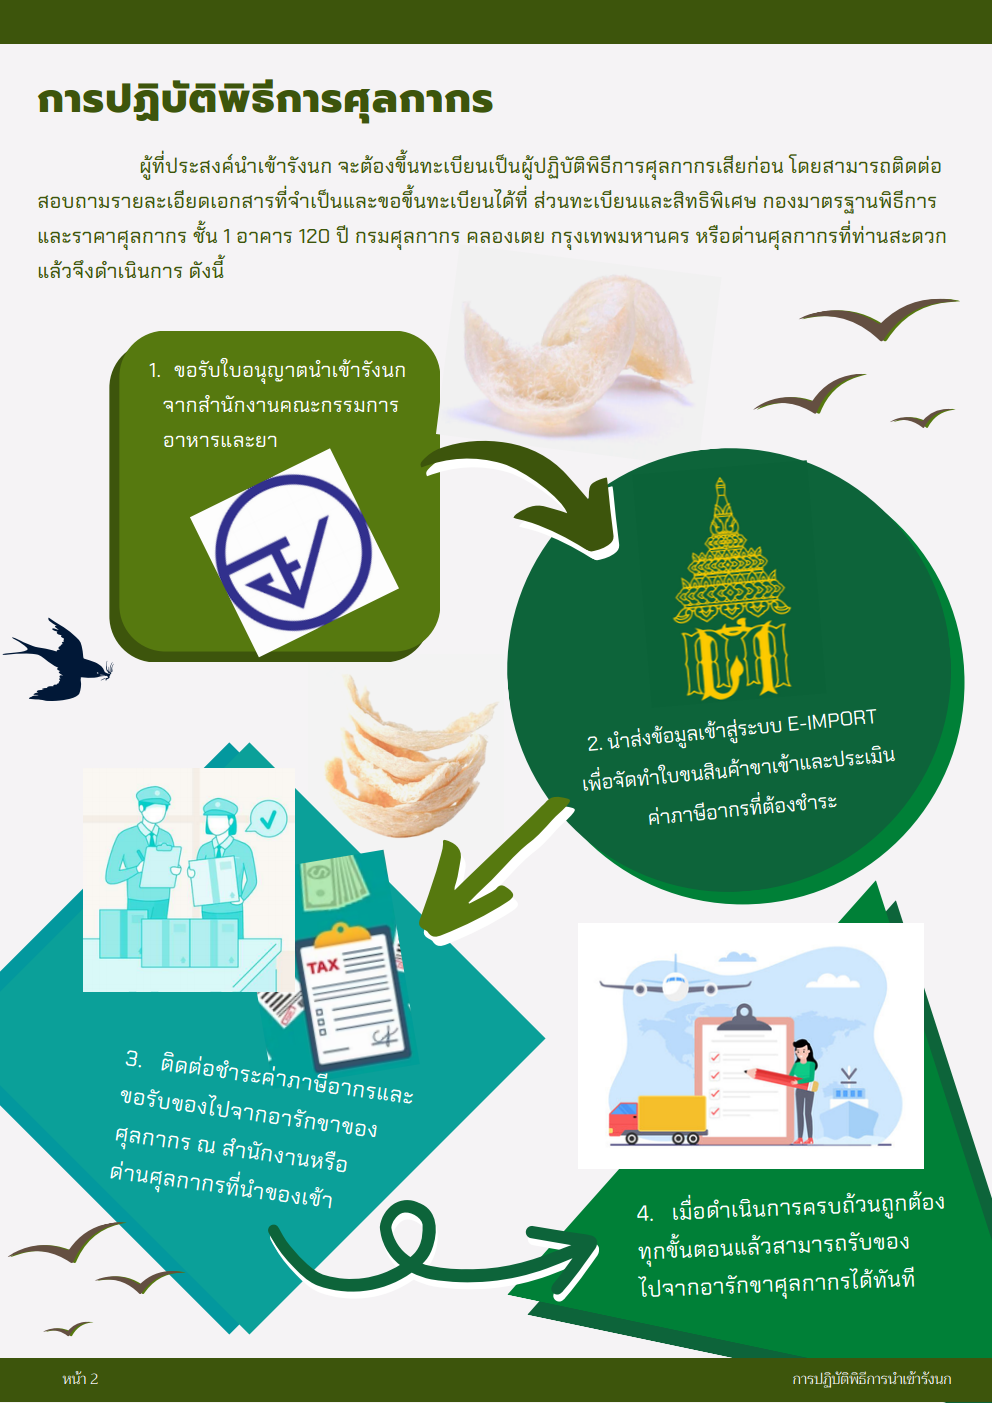 การปฏิบัติพิธีการศุลกากร
ผู้ที่ประสงค์นำเข้ารังนก จะต้องขึ้นทะเบียนเป็นผู้ปฏิบัติพิธีการศุลกากรเสียก่อน โดยสามารถติดต่อ
สอบถามรายละเอียดเอกสารที่จำเป็นและขอขึ้นทะเบียนได้ที่ ส่วนทะเบียนและสิทธิพิเศษ กองมาตรฐานพิธีการ
และราคาศุลกากร ชั้น 1 อาคาร 120 ปี กรมศุลกากร คลองเตย กรุงเทพมหานคร หรือด่านศุลกากรที่ท่านสะดวก
แล้วจึงดำเนินการ ดังนี้
1. ขอรับใบอนุญาตนำเข้ารังนก
จากสำนักงานคณะกรรมการ
อาหารและยา
2. นำส่งข้อมูลเข้าสู่ระบบ E-IMPORT
เพื่อจัดทำใบขนสินค้าขาเข้าและประเมิน
ค่าภาษีอากรที่ต้องชำระ
TAX
3. ติดต่อชำระค่าภาษีอากรและ
ขอรับของไปจากอารักขาของ
ศุลกากร ณ สำนักงานหรือ
ด่านศุลกากรที่นำของเข้า
4. เมื่อดำเนินการครบถ้วนถูกต้อง
ทุกขั้นตอนแล้วสามารถรับของ
ไปจากอารักขาศุลกากรได้ทันที
หน้า 2
การปฏิบัติพิธีการนำเข้ารังนก